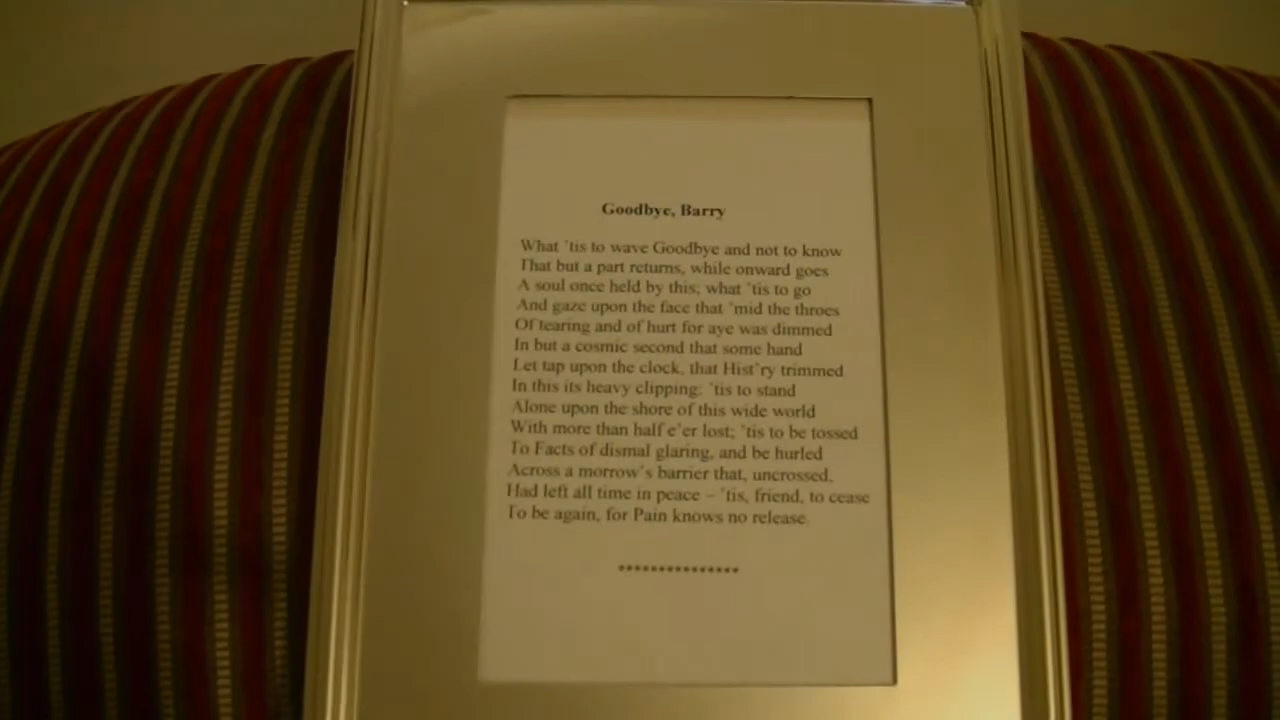 Goodbye, Barry
What 'tis to wave Goodbye and not to know
That but a part returns, while onward goes
A soul once held by this; what 'tis to go
And gaze upon the face that 'mid the throes
Of tearing and of hurt for aye was dimmed
In but a cosmic second that some hand
Let tap upon the clock, that Hist'ry trimmed
In this its heavy clipping; 'tis to stand
Alone upon the shore of this wide world
With more than half e'er lost; 'tis to be tossed
To Facts of dismal glaring, and be hurled
Across a morrow's barrier that, uncrossed,
Had left all time in peace – 'tis, friend, to cease
To be again, for Pain knows no release.
***************